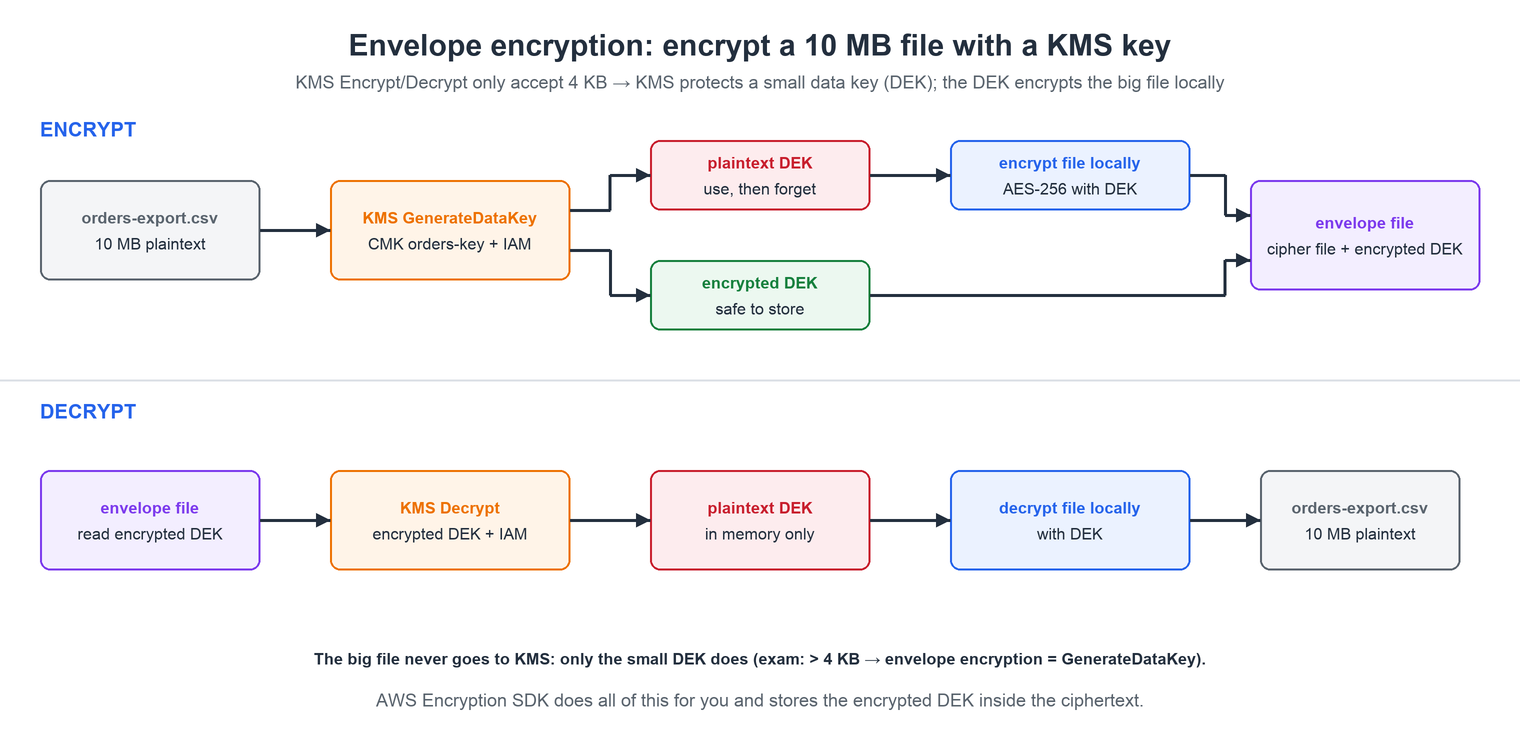 Envelope encryption: encrypt a 10 MB file with a KMS key
KMS Encrypt/Decrypt only accept 4 KB → KMS protects a small data key (DEK); the DEK encrypts the big file locally
ENCRYPT
orders-export.csv
10 MB plaintext
KMS GenerateDataKey
CMK orders-key + IAM
plaintext DEK
use, then forget
encrypted DEK
safe to store
encrypt file locally
AES-256 with DEK
envelope file
cipher file + encrypted DEK
DECRYPT
envelope file
read encrypted DEK
KMS Decrypt
encrypted DEK + IAM
plaintext DEK
in memory only
decrypt file locally
with DEK
orders-export.csv
10 MB plaintext
The big file never goes to KMS: only the small DEK does (exam: > 4 KB → envelope encryption = GenerateDataKey).
AWS Encryption SDK does all of this for you and stores the encrypted DEK inside the ciphertext.